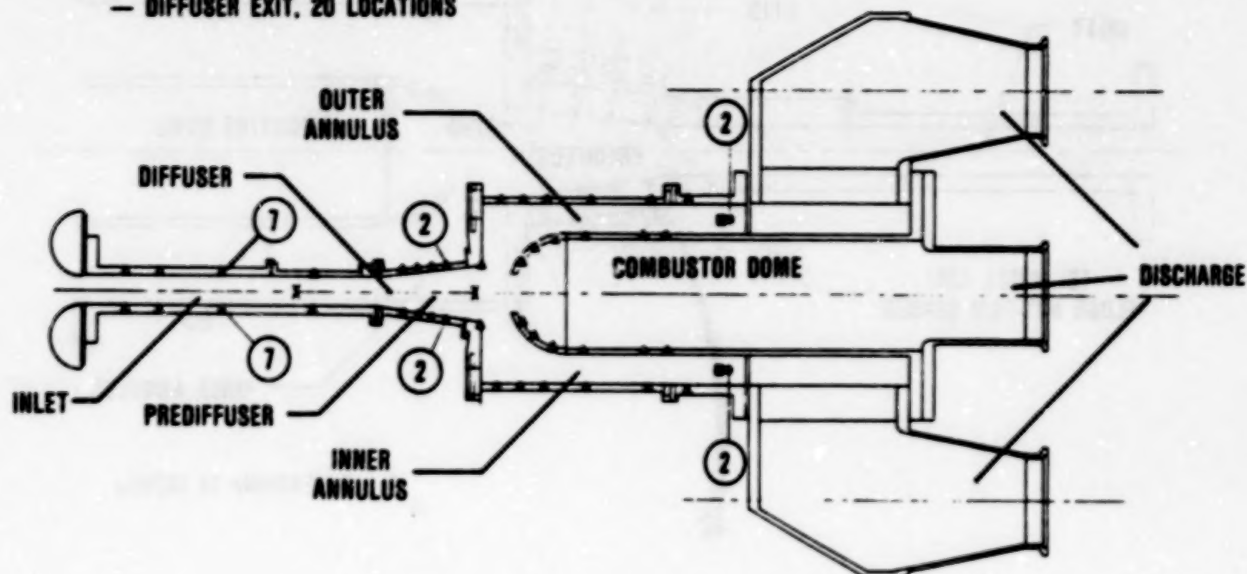 — DIFFUSER EXIT, 20 LOCATIONS
OUTER
ANNULUS
2
DIFFUSER
7
2
COMBUSTOR DOME
DISCHARGE
7
2
INLET
PREDIFFUSER
INNER
ANNULUS
2